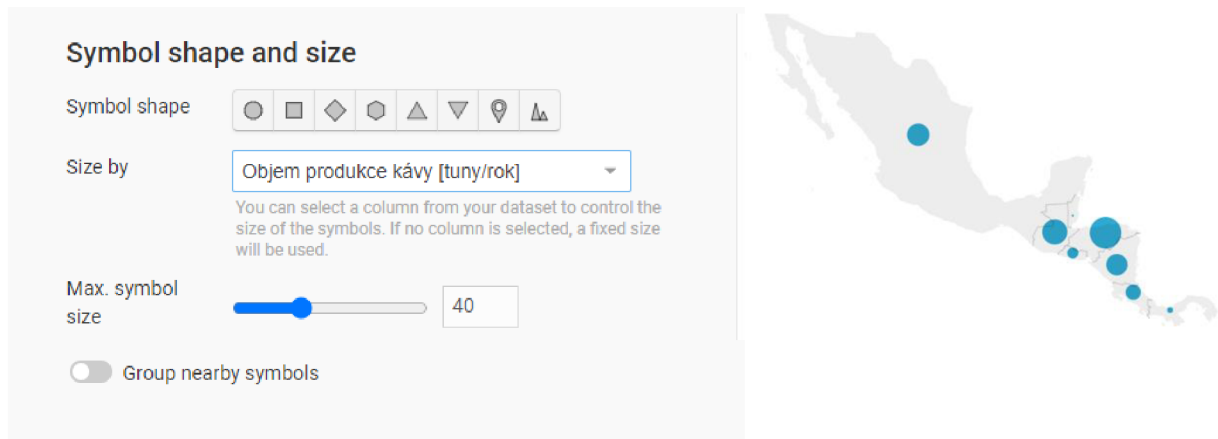 Symbol shape and size
Symbol shape
Size by
Objem produkce kávy [tuny/rok]
You can select a column from your dataset to control the
size of the symbols. If no column is selected, a fixed size
will be used.
Max. symbol
size
40
Group nearby symbols